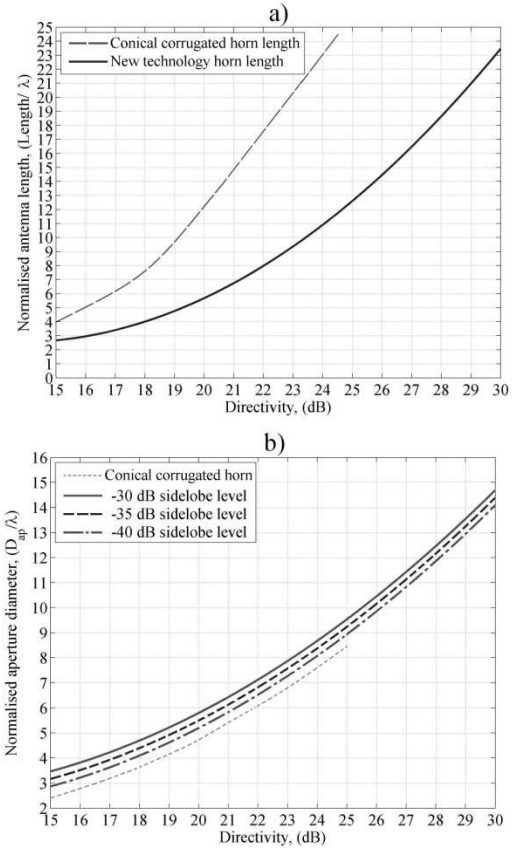 a)
25
24
23
22
21
20
19
18
17
16
15
14
13
12
11
10
9
8
7
6
5
4
3
2
1
0
Normalised antenna length, (Length/ λ)
Conical corrugated horn length
New technology horn length
15 16 17 18 19 20 21 22 23 24 25 26 27 28 29 30
Directivity, (dB)
b)
16
15
14
13
12
11
10
9
8
7
6
5
4
3
2
Normalised aperture diameter, (D_ap/λ)
Conical corrugated horn
-30 dB sidelobe level
-35 dB sidelobe level
-40 dB sidelobe level
15 16 17 18 19 20 21 22 23 24 25 26 27 28 29 30
Directivity, (dB)